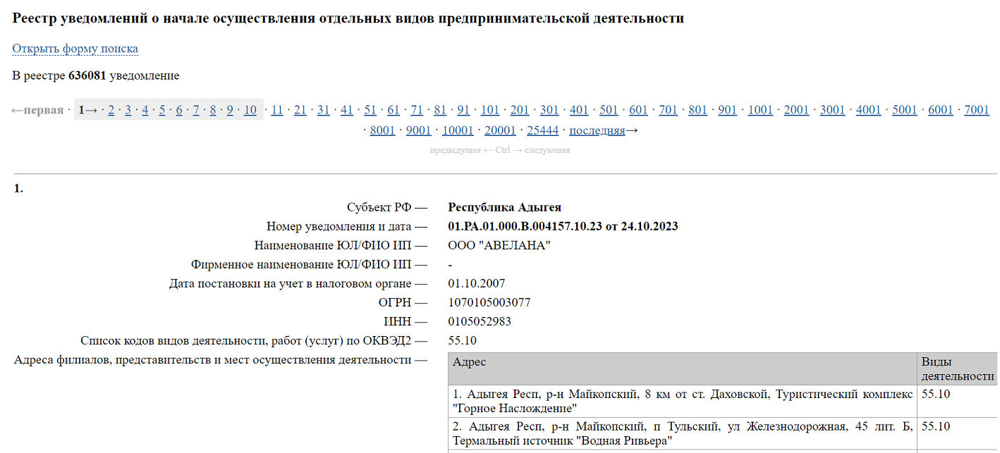 Реестр уведомлений о начале осуществления отдельных видов предпринимательской деятельности
Открыть форму поиска
В реестре 636081 уведомление
←первая · 1→ · 2 · 3 · 4 · 5 · 6 · 7 · 8 · 9 · 10 · 11 · 21 · 31 · 41 · 51 · 61 · 71 · 81 · 91 · 101 · 201 · 301 · 401 · 501 · 601 · 701 · 801 · 901 · 1001 · 2001 · 3001 · 4001 · 5001 · 6001 · 7001
· 8001 · 9001 · 10001 · 20001 · 25444 · последняя→
предыдущая ← Ctrl → следующая
1.
Субъект РФ — Республика Адыгея
Номер уведомления и дата — 01.РА.01.000.В.004157.10.23 от 24.10.2023
Наименование ЮЛ/ФИО ИП — ООО "АВЕЛАНА"
Фирменное наименование ЮЛ/ФИО ИП — -
Дата постановки на учет в налоговом органе — 01.10.2007
ОГРН — 1070105003077
ИНН — 0105052983
Список кодов видов деятельности, работ (услуг) по ОКВЭД2 — 55.10
Адреса филиалов, представительств и мест осуществления деятельности —
Адрес
Виды
деятельности
1. Адыгея Респ, р-н Майкопский, 8 км от ст. Даховской, Туристический комплекс
"Горное Наслождение"
55.10
2. Адыгея Респ, р-н Майкопский, п Тульский, ул Железнодорожная, 45 лит. Б,
Термальный источник "Водная Ривьера"
55.10